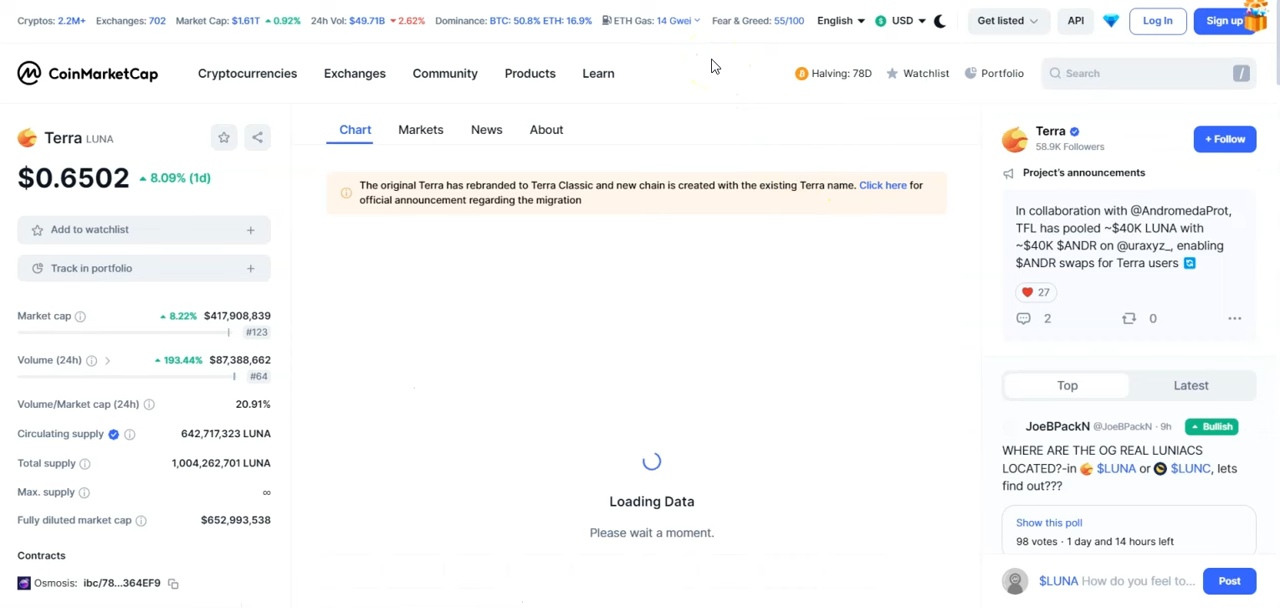 Cryptos: 2.2M+ Exchanges: 702 Market Cap: $1.61T 0.92% 24h Vol: $49.71B 2.62% Dominance: BTC: 50.8% ETH: 16.9% ETH Gas: 14 Gwei Fear & Greed: 55/100 English USD Get listed API Log In Sign up
CoinMarketCap Cryptocurrencies Exchanges Community Products Learn Halving: 78D Watchlist Portfolio Search /
Terra LUNA
$0.6502 8.09% (1d)
Add to watchlist +
Track in portfolio +
Market cap 8.22% $417,908,839
#123
Volume (24h) 193.44% $87,388,662
#64
Volume/Market cap (24h) 20.91%
Circulating supply 642,717,323 LUNA
Total supply 1,004,262,701 LUNA
Max. supply ∞
Fully diluted market cap $652,993,538
Contracts
Osmosis: ibc/78...364EF9
Chart Markets News About
The original Terra has rebranded to Terra Classic and new chain is created with the existing Terra name. Click here for
official announcement regarding the migration
Loading Data
Please wait a moment.
Terra
58.9K Followers
+ Follow
Project's announcements
In collaboration with @AndromedaProt,
TFL has pooled ~$40K LUNA with
~$40K $ANDR on @uraxyz_, enabling
$ANDR swaps for Terra users
27
2 0 ...
Top Latest
JoeBPackN @JoeBPackN · 9h Bullish
WHERE ARE THE OG REAL LUNIACS
LOCATED?-in $LUNA or $LUNC, lets
find out???
Show this poll
98 votes · 1 day and 14 hours left
$LUNA How do you feel to... Post